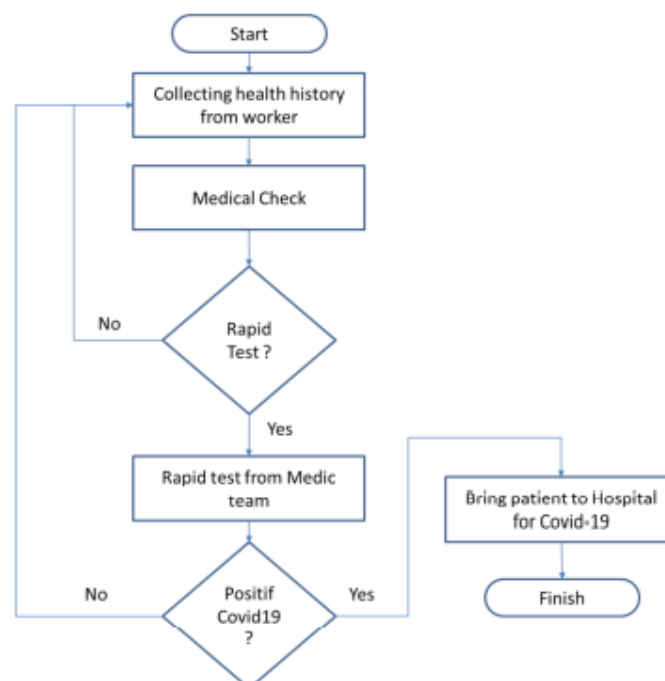 Start
Collecting health history
from worker
Medical Check
No
Rapid
Test ?
Yes
Rapid test from Medic
team
Bring patient to Hospital
for Covid-19
No
Positif
Covid19
?
Yes
Finish